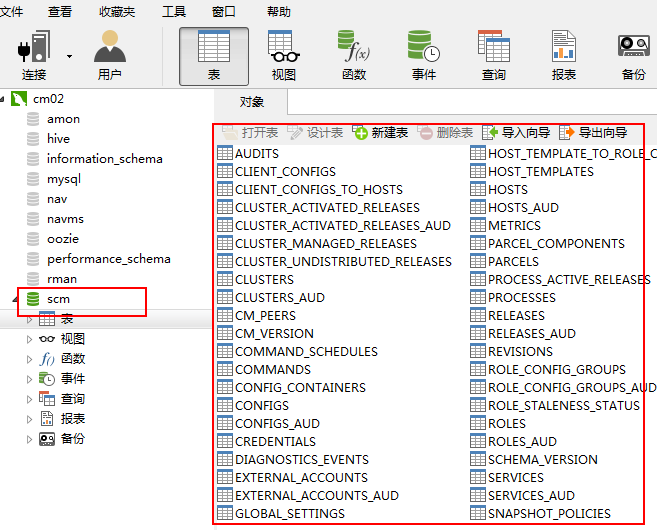 文件 查看 收藏夹 工具 窗口 帮助
连接 用户 表 视图 函数 事件 查询 报表 备份
f(x)
cm02
amon
hive
information_schema
mysql
nav
navms
oozie
performance_schema
rman
scm
表
视图
f() 函数
事件
查询
报表
备份
对象
打开表 设计表 新建表 删除表 导入向导 导出向导
AUDITS
CLIENT_CONFIGS
CLIENT_CONFIGS_TO_HOSTS
CLUSTER_ACTIVATED_RELEASES
CLUSTER_ACTIVATED_RELEASES_AUD
CLUSTER_MANAGED_RELEASES
CLUSTER_UNDISTRIBUTED_RELEASES
CLUSTERS
CLUSTERS_AUD
CM_PEERS
CM_VERSION
COMMAND_SCHEDULES
COMMANDS
CONFIG_CONTAINERS
CONFIGS
CONFIGS_AUD
CREDENTIALS
DIAGNOSTICS_EVENTS
EXTERNAL_ACCOUNTS
EXTERNAL_ACCOUNTS_AUD
GLOBAL_SETTINGS
HOST_TEMPLATE_TO_ROLE_C
HOST_TEMPLATES
HOSTS
HOSTS_AUD
METRICS
PARCEL_COMPONENTS
PARCELS
PROCESS_ACTIVE_RELEASES
PROCESSES
RELEASES
RELEASES_AUD
REVISIONS
ROLE_CONFIG_GROUPS
ROLE_CONFIG_GROUPS_AUD
ROLE_STALENESS_STATUS
ROLES
ROLES_AUD
SCHEMA_VERSION
SERVICES
SERVICES_AUD
SNAPSHOT_POLICIES